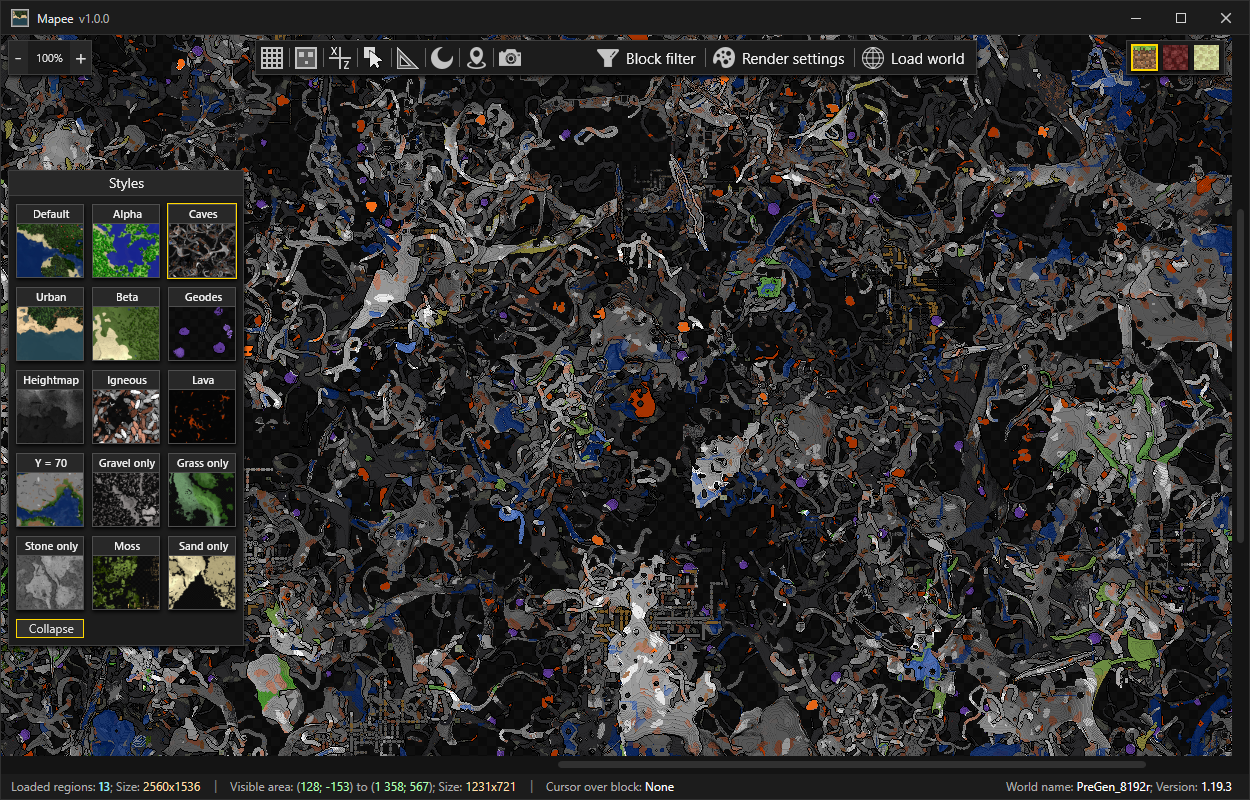 Mapee v1.0.0
- 100% +
X Z
Block filter
Render settings
Load world
Styles
Default Alpha Caves
Urban Beta Geodes
Heightmap Igneous Lava
Y = 70 Gravel only Grass only
Stone only Moss Sand only
Collapse
Loaded regions: 13; Size: 2560x1536 | Visible area: (128; -153) to (1 358; 567); Size: 1231x721 | Cursor over block: None
World name: PreGen_8192r; Version: 1.19.3